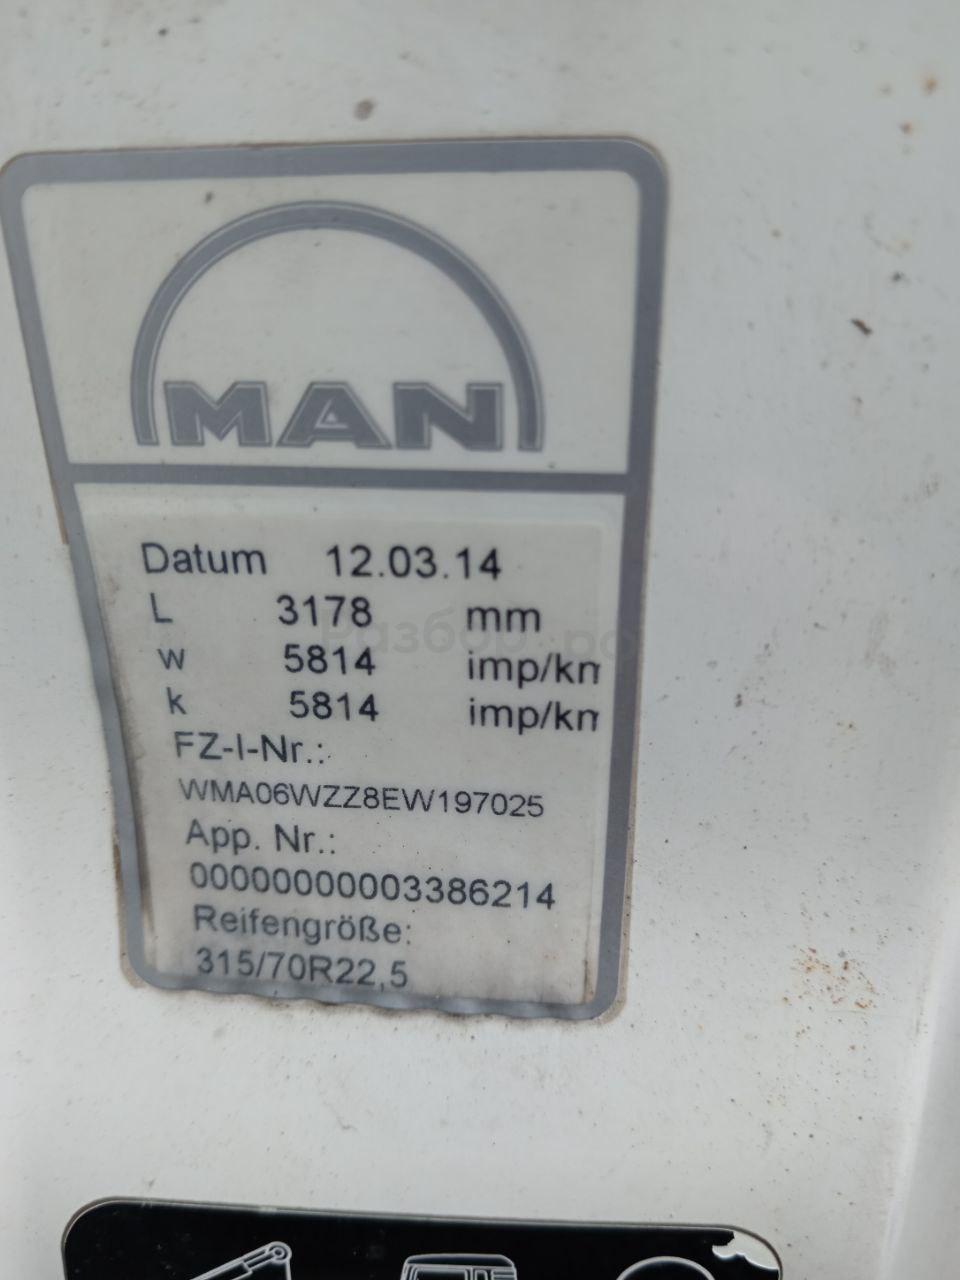 MAN
Datum 12.03.14
L 3178 mm
w 5814 imp/km
k 5814 imp/km
FZ-I-Nr.:
WMA06WZZ8EW197025
App. Nr.:
00000000003386214
Reifengröße:
315/70R22,5